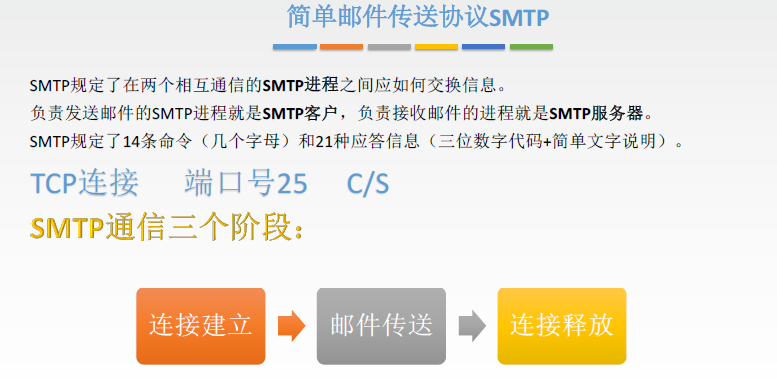 简单邮件传送协议SMTP
SMTP规定了在两个相互通信的SMTP进程之间应如何交换信息。
负责发送邮件的SMTP进程就是SMTP客户，负责接收邮件的进程就是SMTP服务器。
SMTP规定了14条命令（几个字母）和21种应答信息（三位数字代码+简单文字说明）。
TCP连接 端口号25 C/S
SMTP通信三个阶段：
连接建立 邮件传送 连接释放